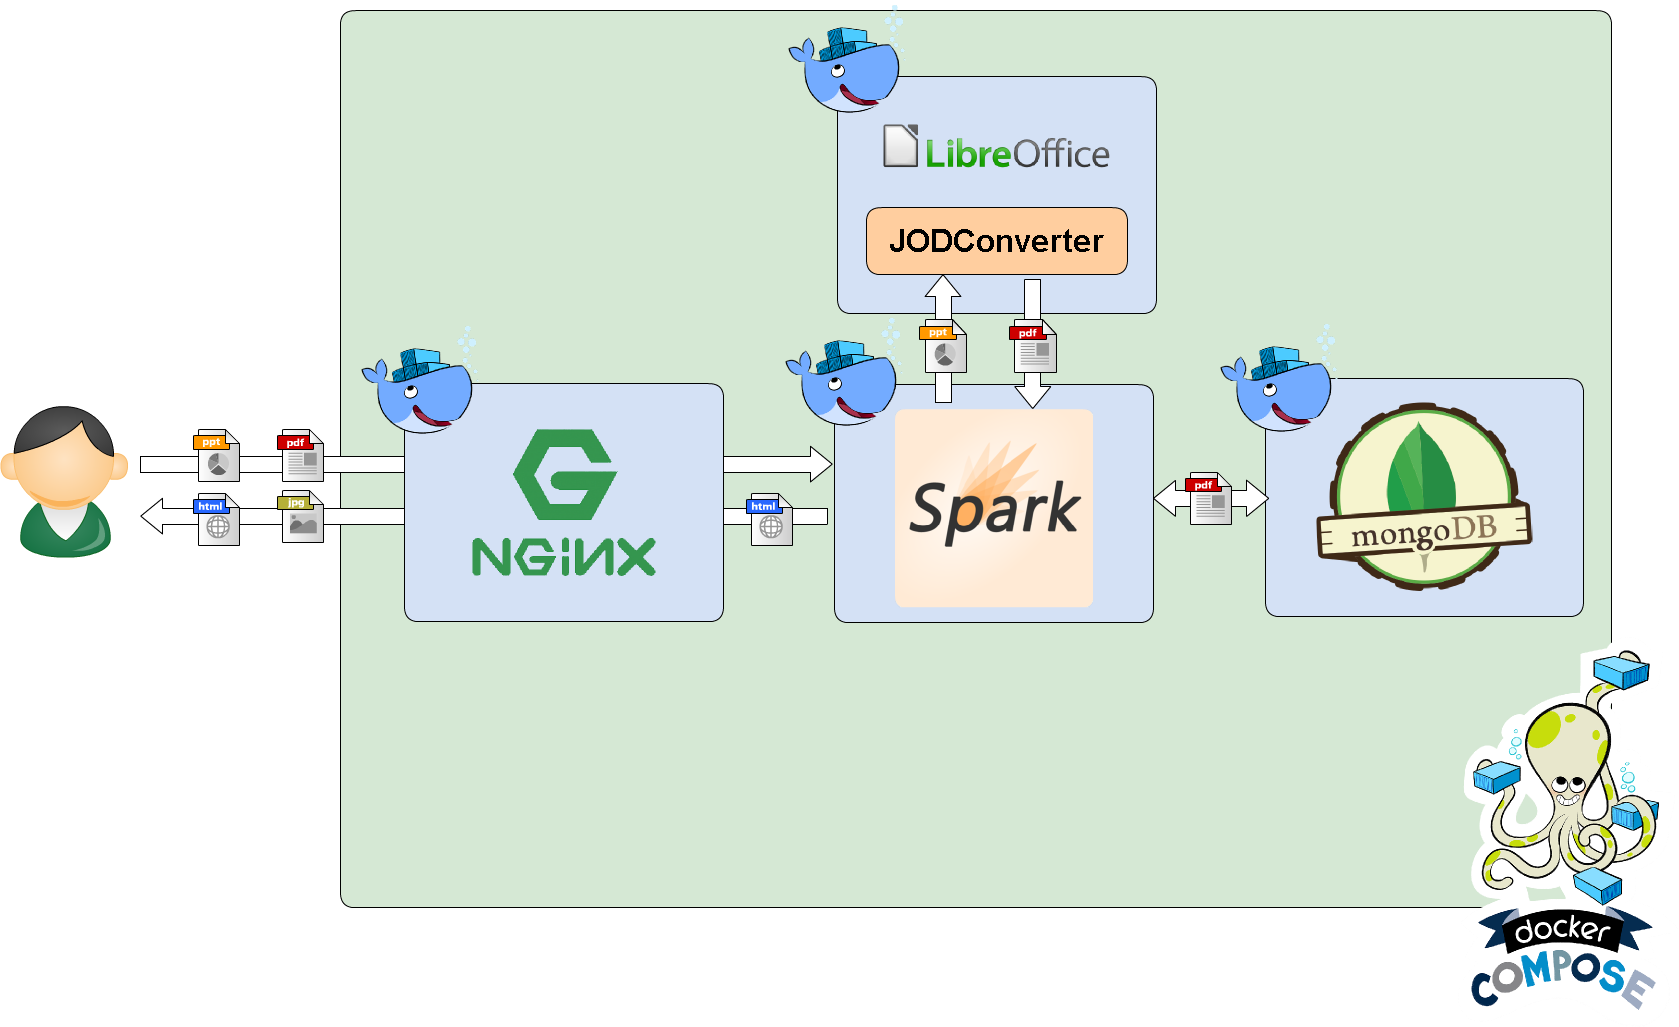 LibreOffice
JODConverter
ppt
pdf
ppt
pdf
html
jpg
NGiNX
html
Spark
pdf
mongoDB
docker
COMPOSE